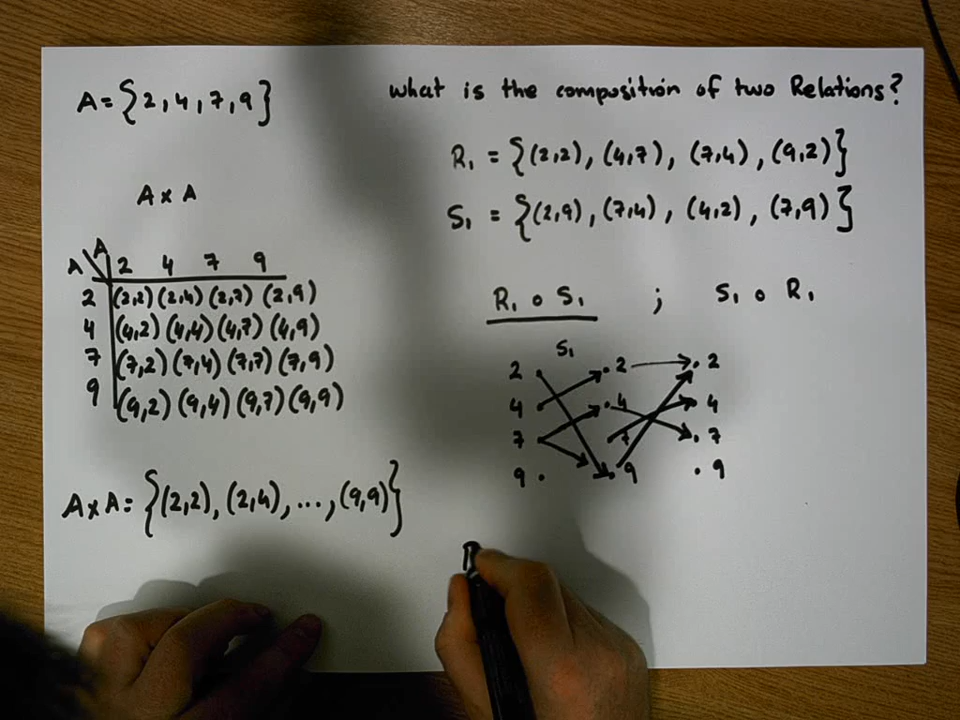 A = {2, 4, 7, 9}
A x A
A \ A 2 4 7 9
2 (2,2) (2,4) (2,7) (2,9)
4 (4,2) (4,4) (4,7) (4,9)
7 (7,2) (7,4) (7,7) (7,9)
9 (9,2) (9,4) (9,7) (9,9)
A x A = {(2,2), (2,4), ..., (9,9)}
what is the composition of two Relations?
R₁ = {(2,2), (4,7), (7,4), (9,2)}
S₁ = {(2,9), (7,4), (4,2), (7,9)}
R₁ ∘ S₁ ; S₁ ∘ R₁
S₁
2 2 2
4 4 4
7 7 7
9 9 9